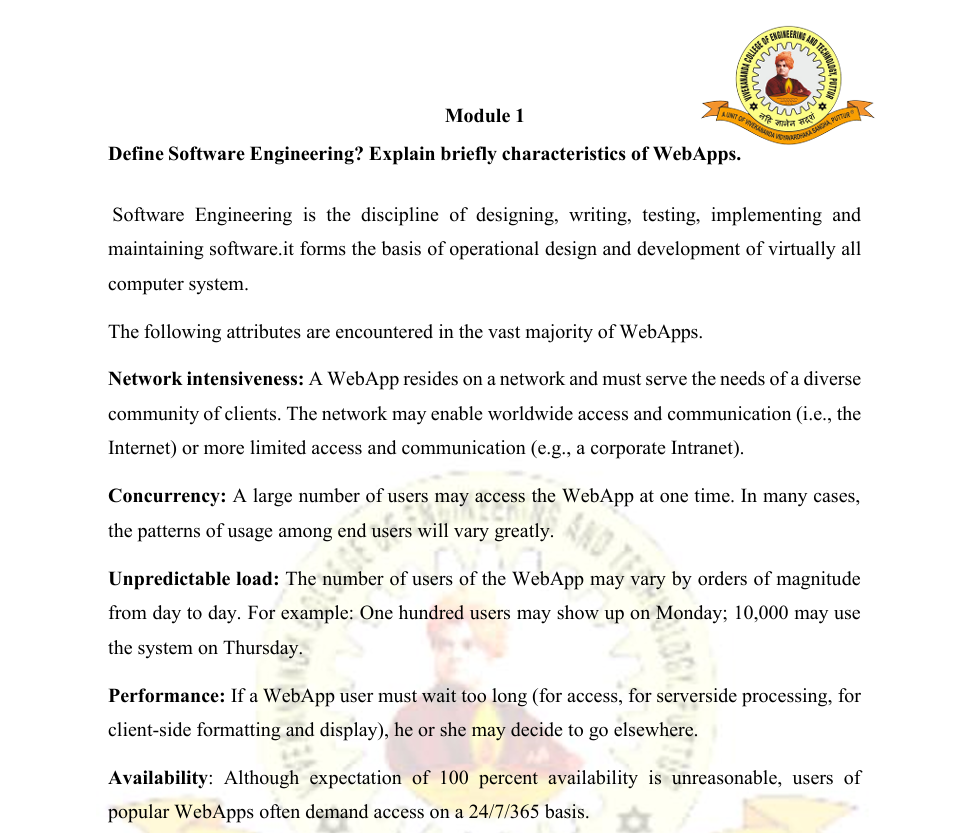 VIVEKANANDA COLLEGE OF ENGINEERING AND TECHNOLOGY, PUTTUR
नहि ज्ञानेन सदृशं
A UNIT OF VIVEKANANDA VIDYAVARDHAKA SANGHA, PUTTUR
Module 1
Define Software Engineering? Explain briefly characteristics of WebApps.
Software Engineering is the discipline of designing, writing, testing, implementing and
maintaining software.it forms the basis of operational design and development of virtually all
computer system.
The following attributes are encountered in the vast majority of WebApps.
Network intensiveness: A WebApp resides on a network and must serve the needs of a diverse
community of clients. The network may enable worldwide access and communication (i.e., the
Internet) or more limited access and communication (e.g., a corporate Intranet).
Concurrency: A large number of users may access the WebApp at one time. In many cases,
the patterns of usage among end users will vary greatly.
Unpredictable load: The number of users of the WebApp may vary by orders of magnitude
from day to day. For example: One hundred users may show up on Monday; 10,000 may use
the system on Thursday.
Performance: If a WebApp user must wait too long (for access, for serverside processing, for
client-side formatting and display), he or she may decide to go elsewhere.
Availability: Although expectation of 100 percent availability is unreasonable, users of
popular WebApps often demand access on a 24/7/365 basis.
VIVEKANANDA COLLEGE OF ENGINEERING AND TECHNOLOGY, PUTTUR